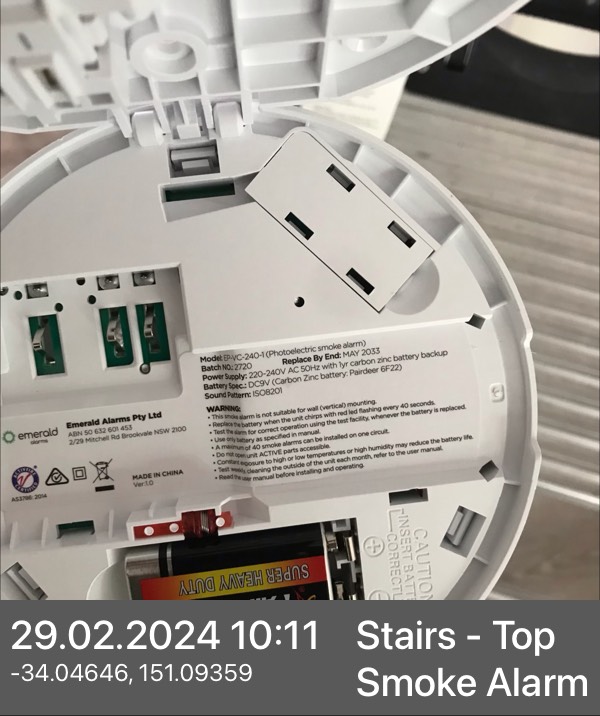 Model: EP-VC-240-1 (Photoelectric smoke alarm)
Batch NO.: 2720 Replace By End: MAY 2033
Power Supply: 220-240V AC 50Hz with 1yr carbon zinc battery backup
Battery Spec.: DC9V (Carbon Zinc battery: Pairdeer 6F22)
Sound Pattern: ISO8201
WARNING:
• This smoke alarm is not suitable for wall (vertical) mounting.
• Replace the battery when the unit chirps with red led flashing every 40 seconds.
• Test the alarm for correct operation using the test facility, whenever the battery is replaced.
• Use only battery as specified in manual.
• A maximum of 40 smoke alarms can be installed on one circuit.
• Do not open unit ACTIVE parts accessible.
• Constant exposure to high or low temperatures or high humidity may reduce the battery life.
• Test weekly cleaning the outside of the unit each month, refer to the user manual.
• Read the user manual before installing and operating.
emerald
alarms
Emerald Alarms Pty Ltd
ABN 50 632 601 453
2/29 Mitchell Rd Brookvale NSW 2100
AS3786: 2014
MADE IN CHINA
Ver:1.0
SUPER HEAVY DUTY
CAUTION
INSERT BATTE
CORRECTL
29.02.2024 10:11
-34.04646, 151.09359
Stairs - Top
Smoke Alarm